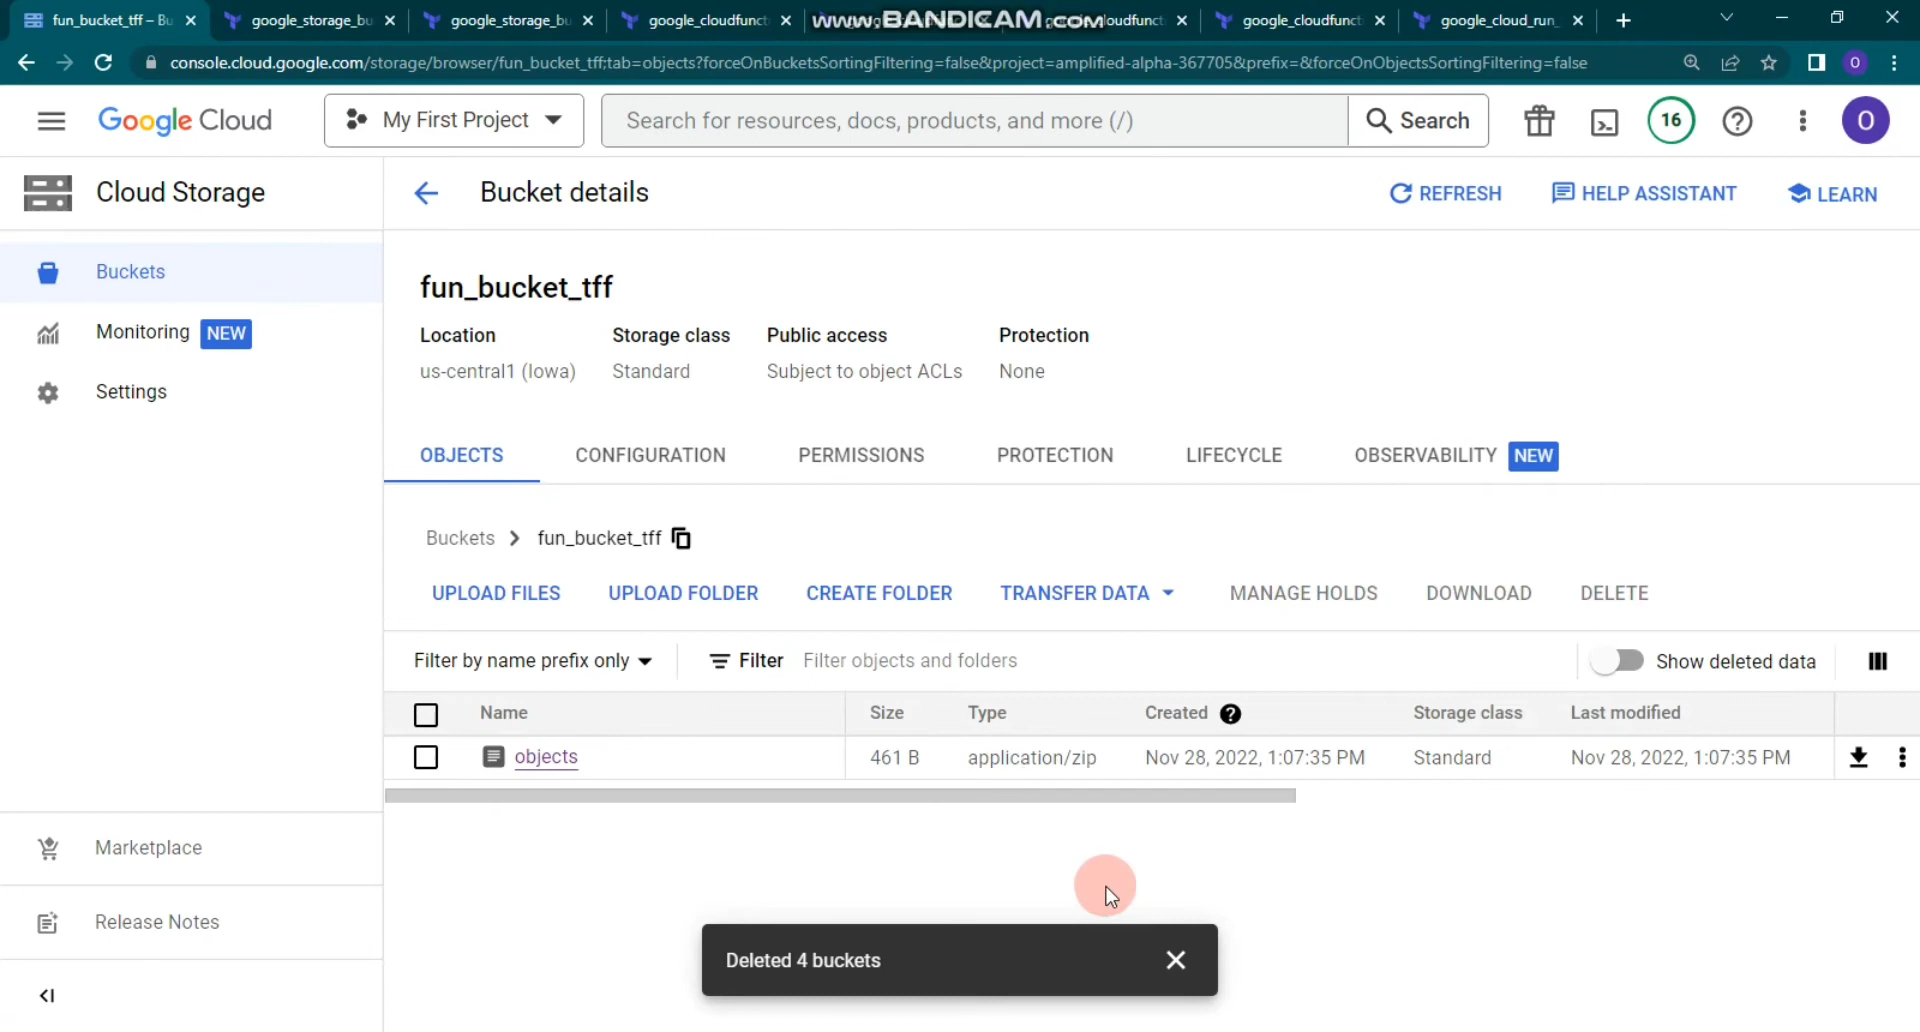 fun_bucket_tff – Bu
google_storage_bu
google_storage_bu
google_cloudfunct
www.BANDICAM.com
cloudfunct
google_cloudfunct
google_cloud_run_
console.cloud.google.com/storage/browser/fun_bucket_tff;tab=objects?forceOnBucketsSortingFiltering=false&project=amplified-alpha-367705&prefix=&forceOnObjectsSortingFiltering=false
O
Google Cloud
My First Project
Search for resources, docs, products, and more (/)
Search
16
O
Cloud Storage
Bucket details
REFRESH
HELP ASSISTANT
LEARN
Buckets
Monitoring NEW
Settings
fun_bucket_tff
Location
Storage class
Public access
Protection
us-central1 (Iowa)
Standard
Subject to object ACLs
None
OBJECTS
CONFIGURATION
PERMISSIONS
PROTECTION
LIFECYCLE
OBSERVABILITY NEW
Buckets > fun_bucket_tff
UPLOAD FILES
UPLOAD FOLDER
CREATE FOLDER
TRANSFER DATA
MANAGE HOLDS
DOWNLOAD
DELETE
Filter by name prefix only
Filter
Filter objects and folders
Show deleted data
Name
Size
Type
Created
Storage class
Last modified
objects
461 B
application/zip
Nov 28, 2022, 1:07:35 PM
Standard
Nov 28, 2022, 1:07:35 PM
Marketplace
Release Notes
Deleted 4 buckets